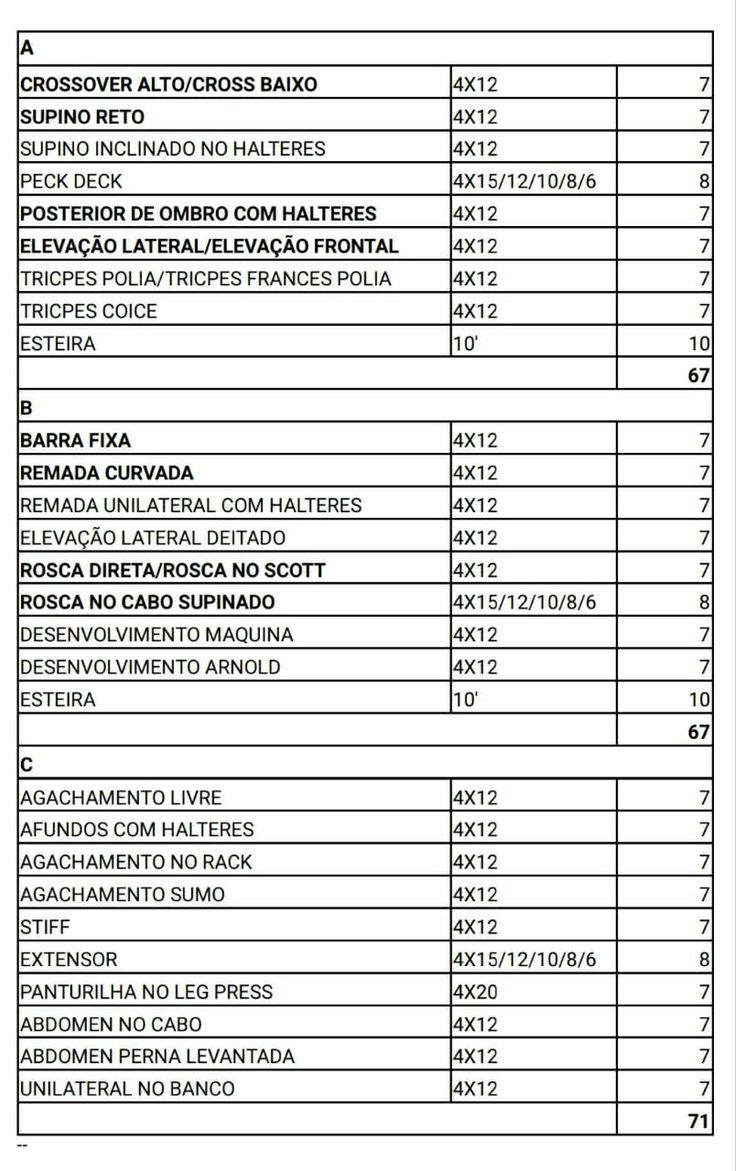 A
CROSSOVER ALTO/CROSS BAIXO 4X12 7
SUPINO RETO 4X12 7
SUPINO INCLINADO NO HALTERES 4X12 7
PECK DECK 4X15/12/10/8/6 8
POSTERIOR DE OMBRO COM HALTERES 4X12 7
ELEVAÇÃO LATERAL/ELEVAÇÃO FRONTAL 4X12 7
TRICPES POLIA/TRICPES FRANCES POLIA 4X12 7
TRICPES COICE 4X12 7
ESTEIRA 10' 10
67
B
BARRA FIXA 4X12 7
REMADA CURVADA 4X12 7
REMADA UNILATERAL COM HALTERES 4X12 7
ELEVAÇÃO LATERAL DEITADO 4X12 7
ROSCA DIRETA/ROSCA NO SCOTT 4X12 7
ROSCA NO CABO SUPINADO 4X15/12/10/8/6 8
DESENVOLVIMENTO MAQUINA 4X12 7
DESENVOLVIMENTO ARNOLD 4X12 7
ESTEIRA 10' 10
67
C
AGACHAMENTO LIVRE 4X12 7
AFUNDOS COM HALTERES 4X12 7
AGACHAMENTO NO RACK 4X12 7
AGACHAMENTO SUMO 4X12 7
STIFF 4X12 7
EXTENSOR 4X15/12/10/8/6 8
PANTURILHA NO LEG PRESS 4X20 7
ABDOMEN NO CABO 4X12 7
ABDOMEN PERNA LEVANTADA 4X12 7
UNILATERAL NO BANCO 4X12 7
71
--